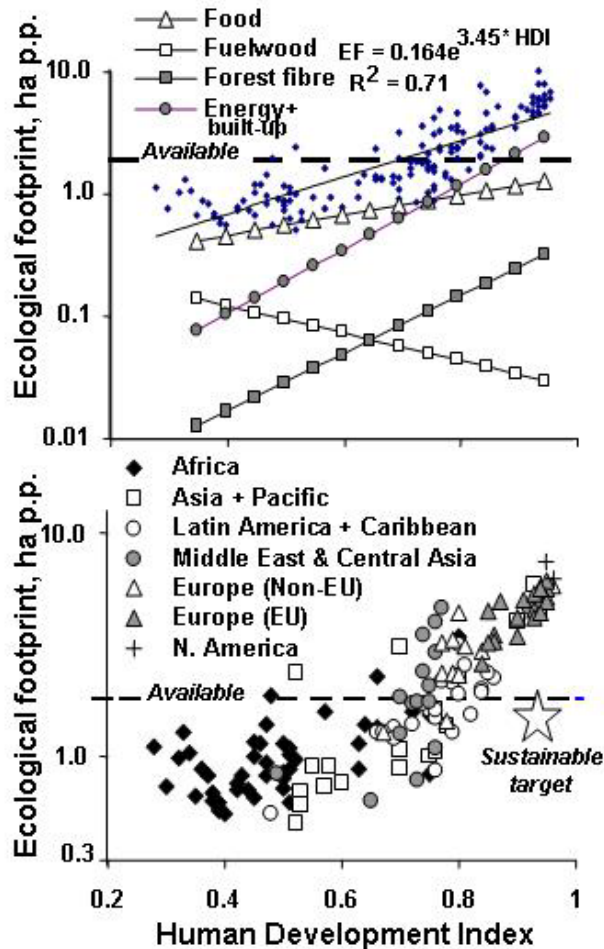 Food
Fuelwood
Forest fibre
Energy+
built-up
EF = 0.164e^3.45* HDI
R² = 0.71
Ecological footprint, ha p.p.
10.0
1.0
0.1
0.01
Available
Africa
Asia + Pacific
Latin America + Caribbean
Middle East & Central Asia
Europe (Non-EU)
Europe (EU)
N. America
Ecological footprint, ha p.p.
10.0
1.0
0.3
Available
Sustainable
target
0.2 0.4 0.6 0.8 1
Human Development Index